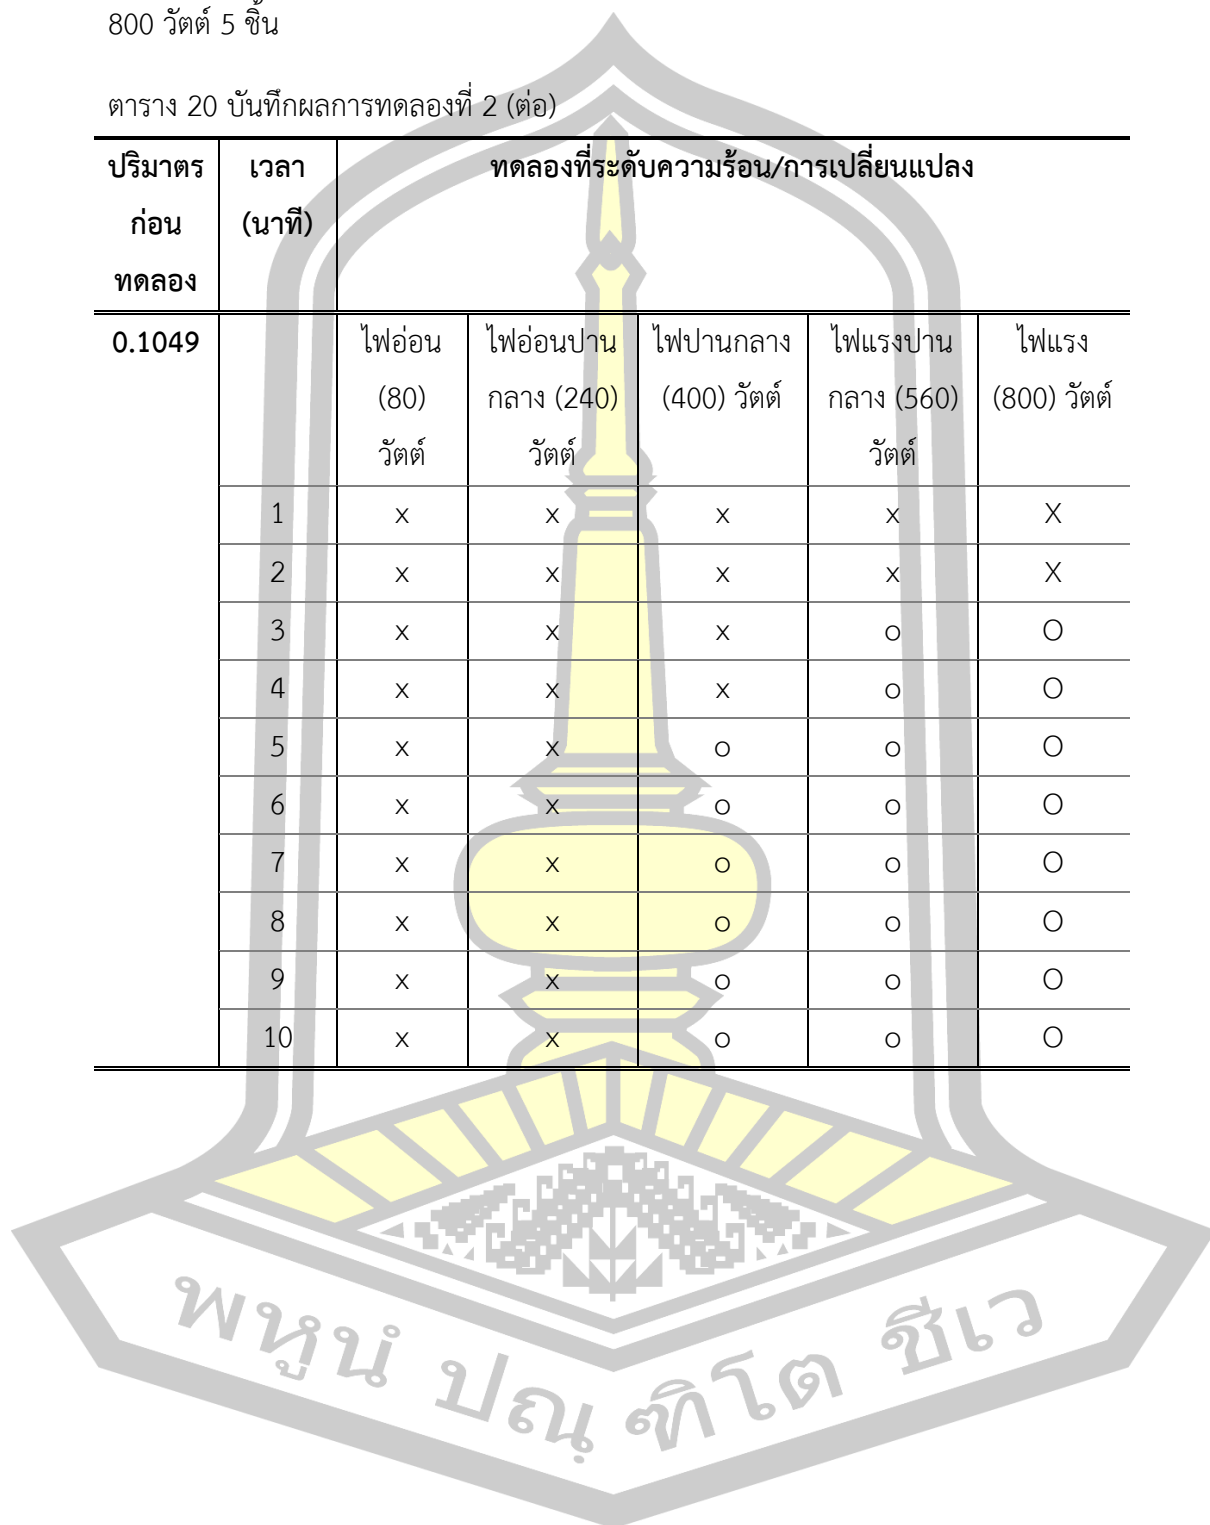 800 วัตต์ 5 ชิ้น
ตาราง 20 บันทึกผลการทดลองที่ 2 (ต่อ)
ปริมาตร เวลา ทดลองที่ระดับความร้อน/การเปลี่ยนแปลง
ก่อน (นาที)
ทดลอง
0.1049 ไฟอ่อน ไฟอ่อนปาน ไฟปานกลาง ไฟแรงปาน ไฟแรง
(80) กลาง (240) (400) วัตต์ กลาง (560) (800) วัตต์
วัตต์ วัตต์ วัตต์
1 x x x x X
2 x x x x X
3 x x x o O
4 x x x o O
5 x x o o O
6 x x o o O
7 x x o o O
8 x x o o O
9 x x o o O
10 x x o o O
พหูนํ ปณฺฑิโต ชีเว